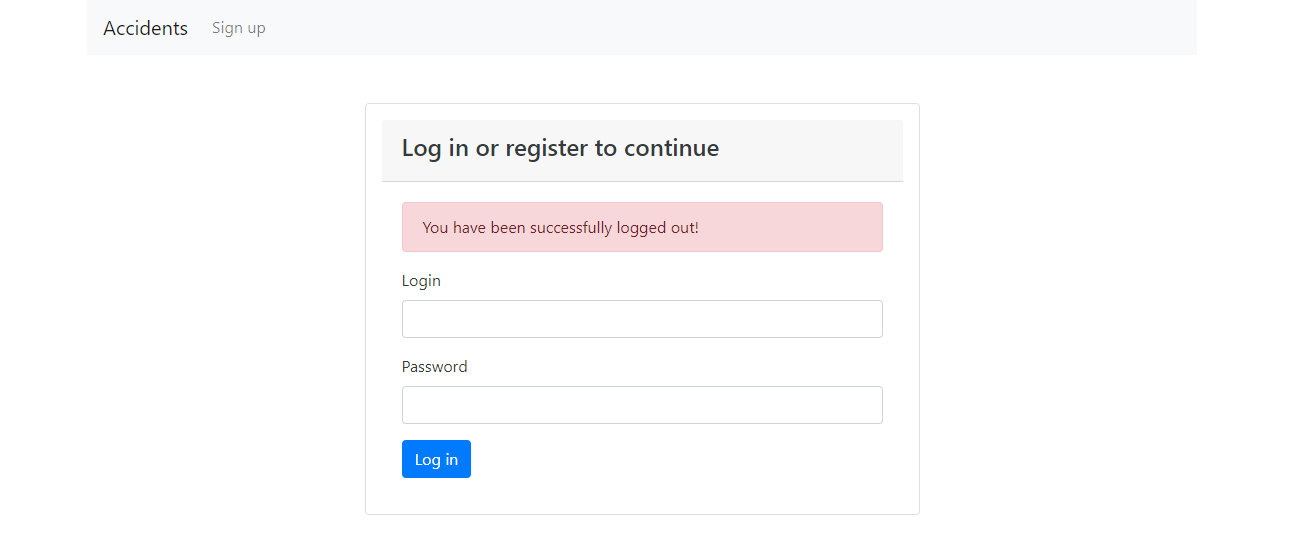 Accidents Sign up
Log in or register to continue
You have been successfully logged out!
Login
Password
Log in